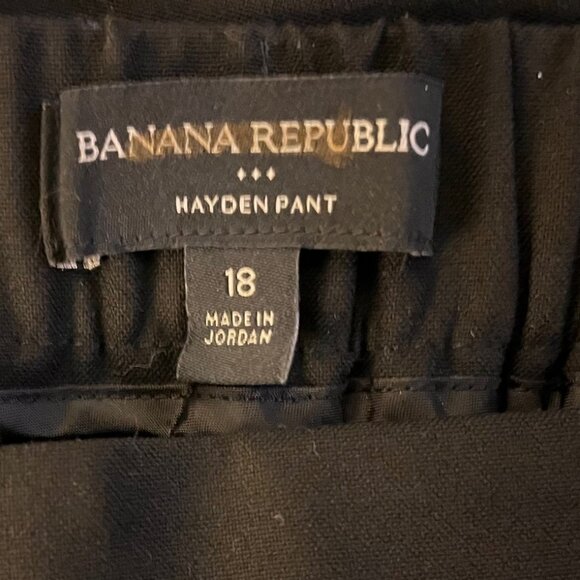 BANANA REPUBLIC
HAYDEN PANT
18
MADE IN
JORDAN